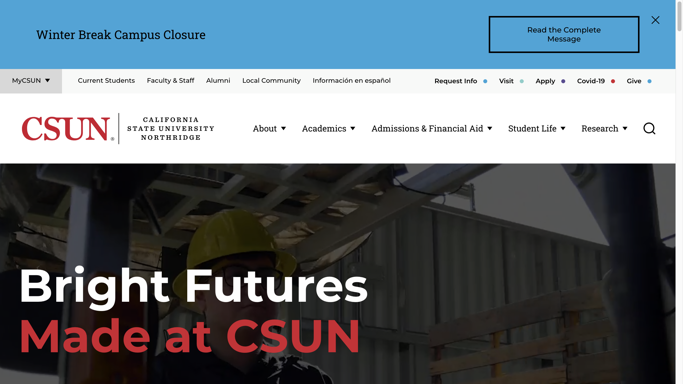 Winter Break Campus Closure
Read the Complete
Message
MyCSUN
Current Students
Faculty & Staff
Alumni
Local Community
Información en español
Request Info
Visit
Apply
Covid-19
Give
CSUN®
CALIFORNIA
STATE UNIVERSITY
NORTHRIDGE
About
Academics
Admissions & Financial Aid
Student Life
Research
Bright Futures
Made at CSUN